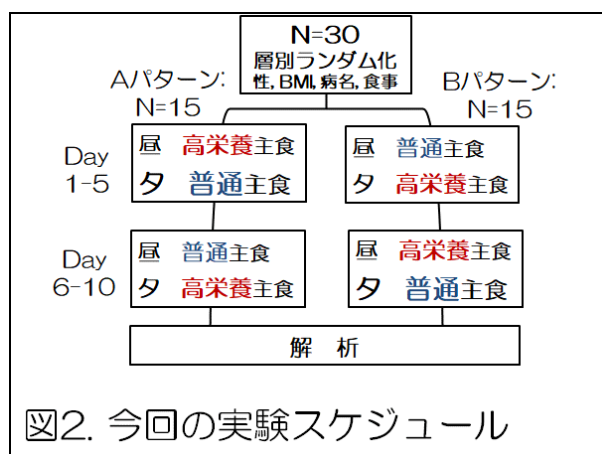 N=30
層別ランダム化
性, BMI, 病名, 食事
Aパターン:
N=15
Bパターン:
N=15
Day
1-5
昼 高栄養主食
夕 普通主食
昼 普通主食
夕 高栄養主食
Day
6-10
昼 普通主食
夕 高栄養主食
昼 高栄養主食
夕 普通主食
解 析
図2. 今回の実験スケジュール